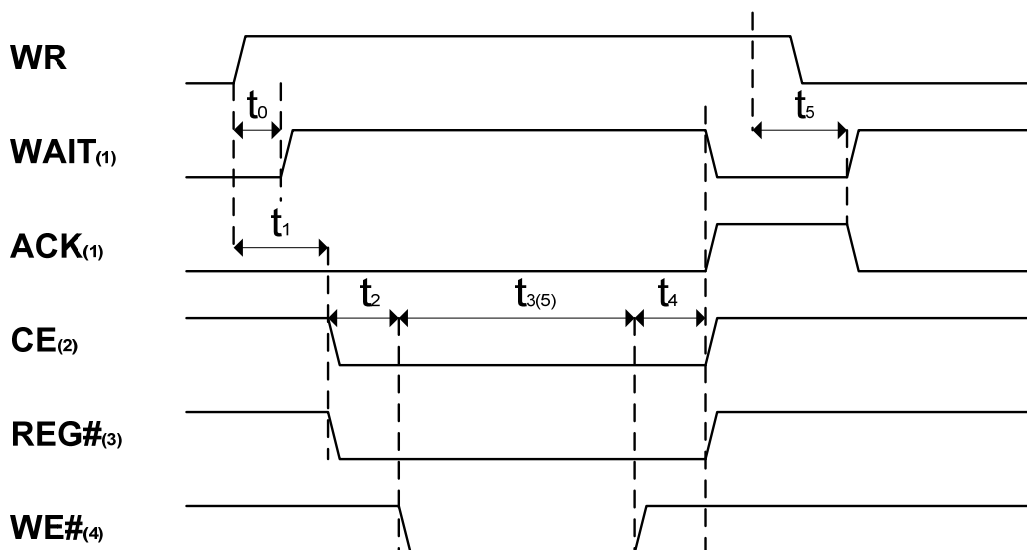 WR
t0
t5
WAIT(1)
t1
ACK(1)
t2 t3(5) t4
CE(2)
REG#(3)
WE#(4)